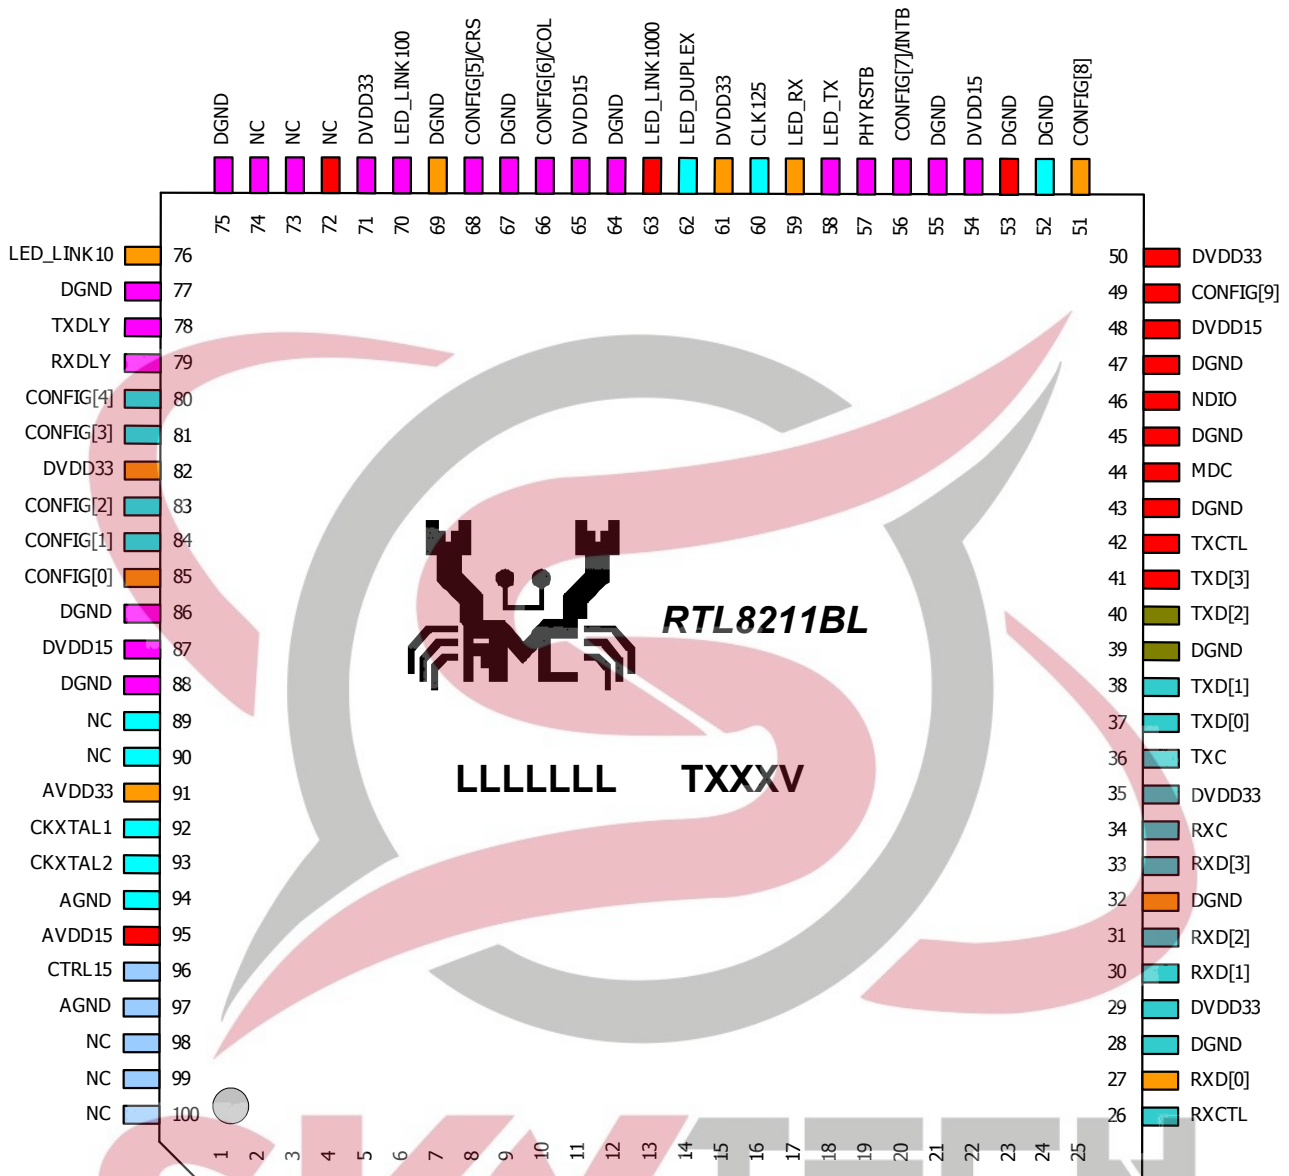 DGND
NC
NC
NC
DVDD33
LED_LINK100
DGND
CONFIG[5]/CRS
DGND
CONFIG[6]/COL
DVDD15
DGND
LED_LINK1000
LED_DUPLEX
DVDD33
CLK125
LED_RX
LED_TX
PHYRSTB
CONFIG[7]/INTB
DGND
DVDD15
DGND
DGND
CONFIG[8]
75 74 73 72 71 70 69 68 67 66 65 64 63 62 61 60 59 58 57 56 55 54 53 52 51
LED_LINK10 76
DGND 77
TXDLY 78
RXDLY 79
CONFIG[4] 80
CONFIG[3] 81
DVDD33 82
CONFIG[2] 83
CONFIG[1] 84
CONFIG[0] 85
DGND 86
DVDD15 87
DGND 88
NC 89
NC 90
AVDD33 91
CKXTAL1 92
CKXTAL2 93
AGND 94
AVDD15 95
CTRL15 96
AGND 97
NC 98
NC 99
NC 100
RTL8211BL
LLLLLLL TXXXV
50 DVDD33
49 CONFIG[9]
48 DVDD15
47 DGND
46 NDIO
45 DGND
44 MDC
43 DGND
42 TXCTL
41 TXD[3]
40 TXD[2]
39 DGND
38 TXD[1]
37 TXD[0]
36 TXC
35 DVDD33
34 RXC
33 RXD[3]
32 DGND
31 RXD[2]
30 RXD[1]
29 DVDD33
28 DGND
27 RXD[0]
26 RXCTL
1 2 3 4 5 6 7 8 9 10 11 12 13 14 15 16 17 18 19 20 21 22 23 24 25